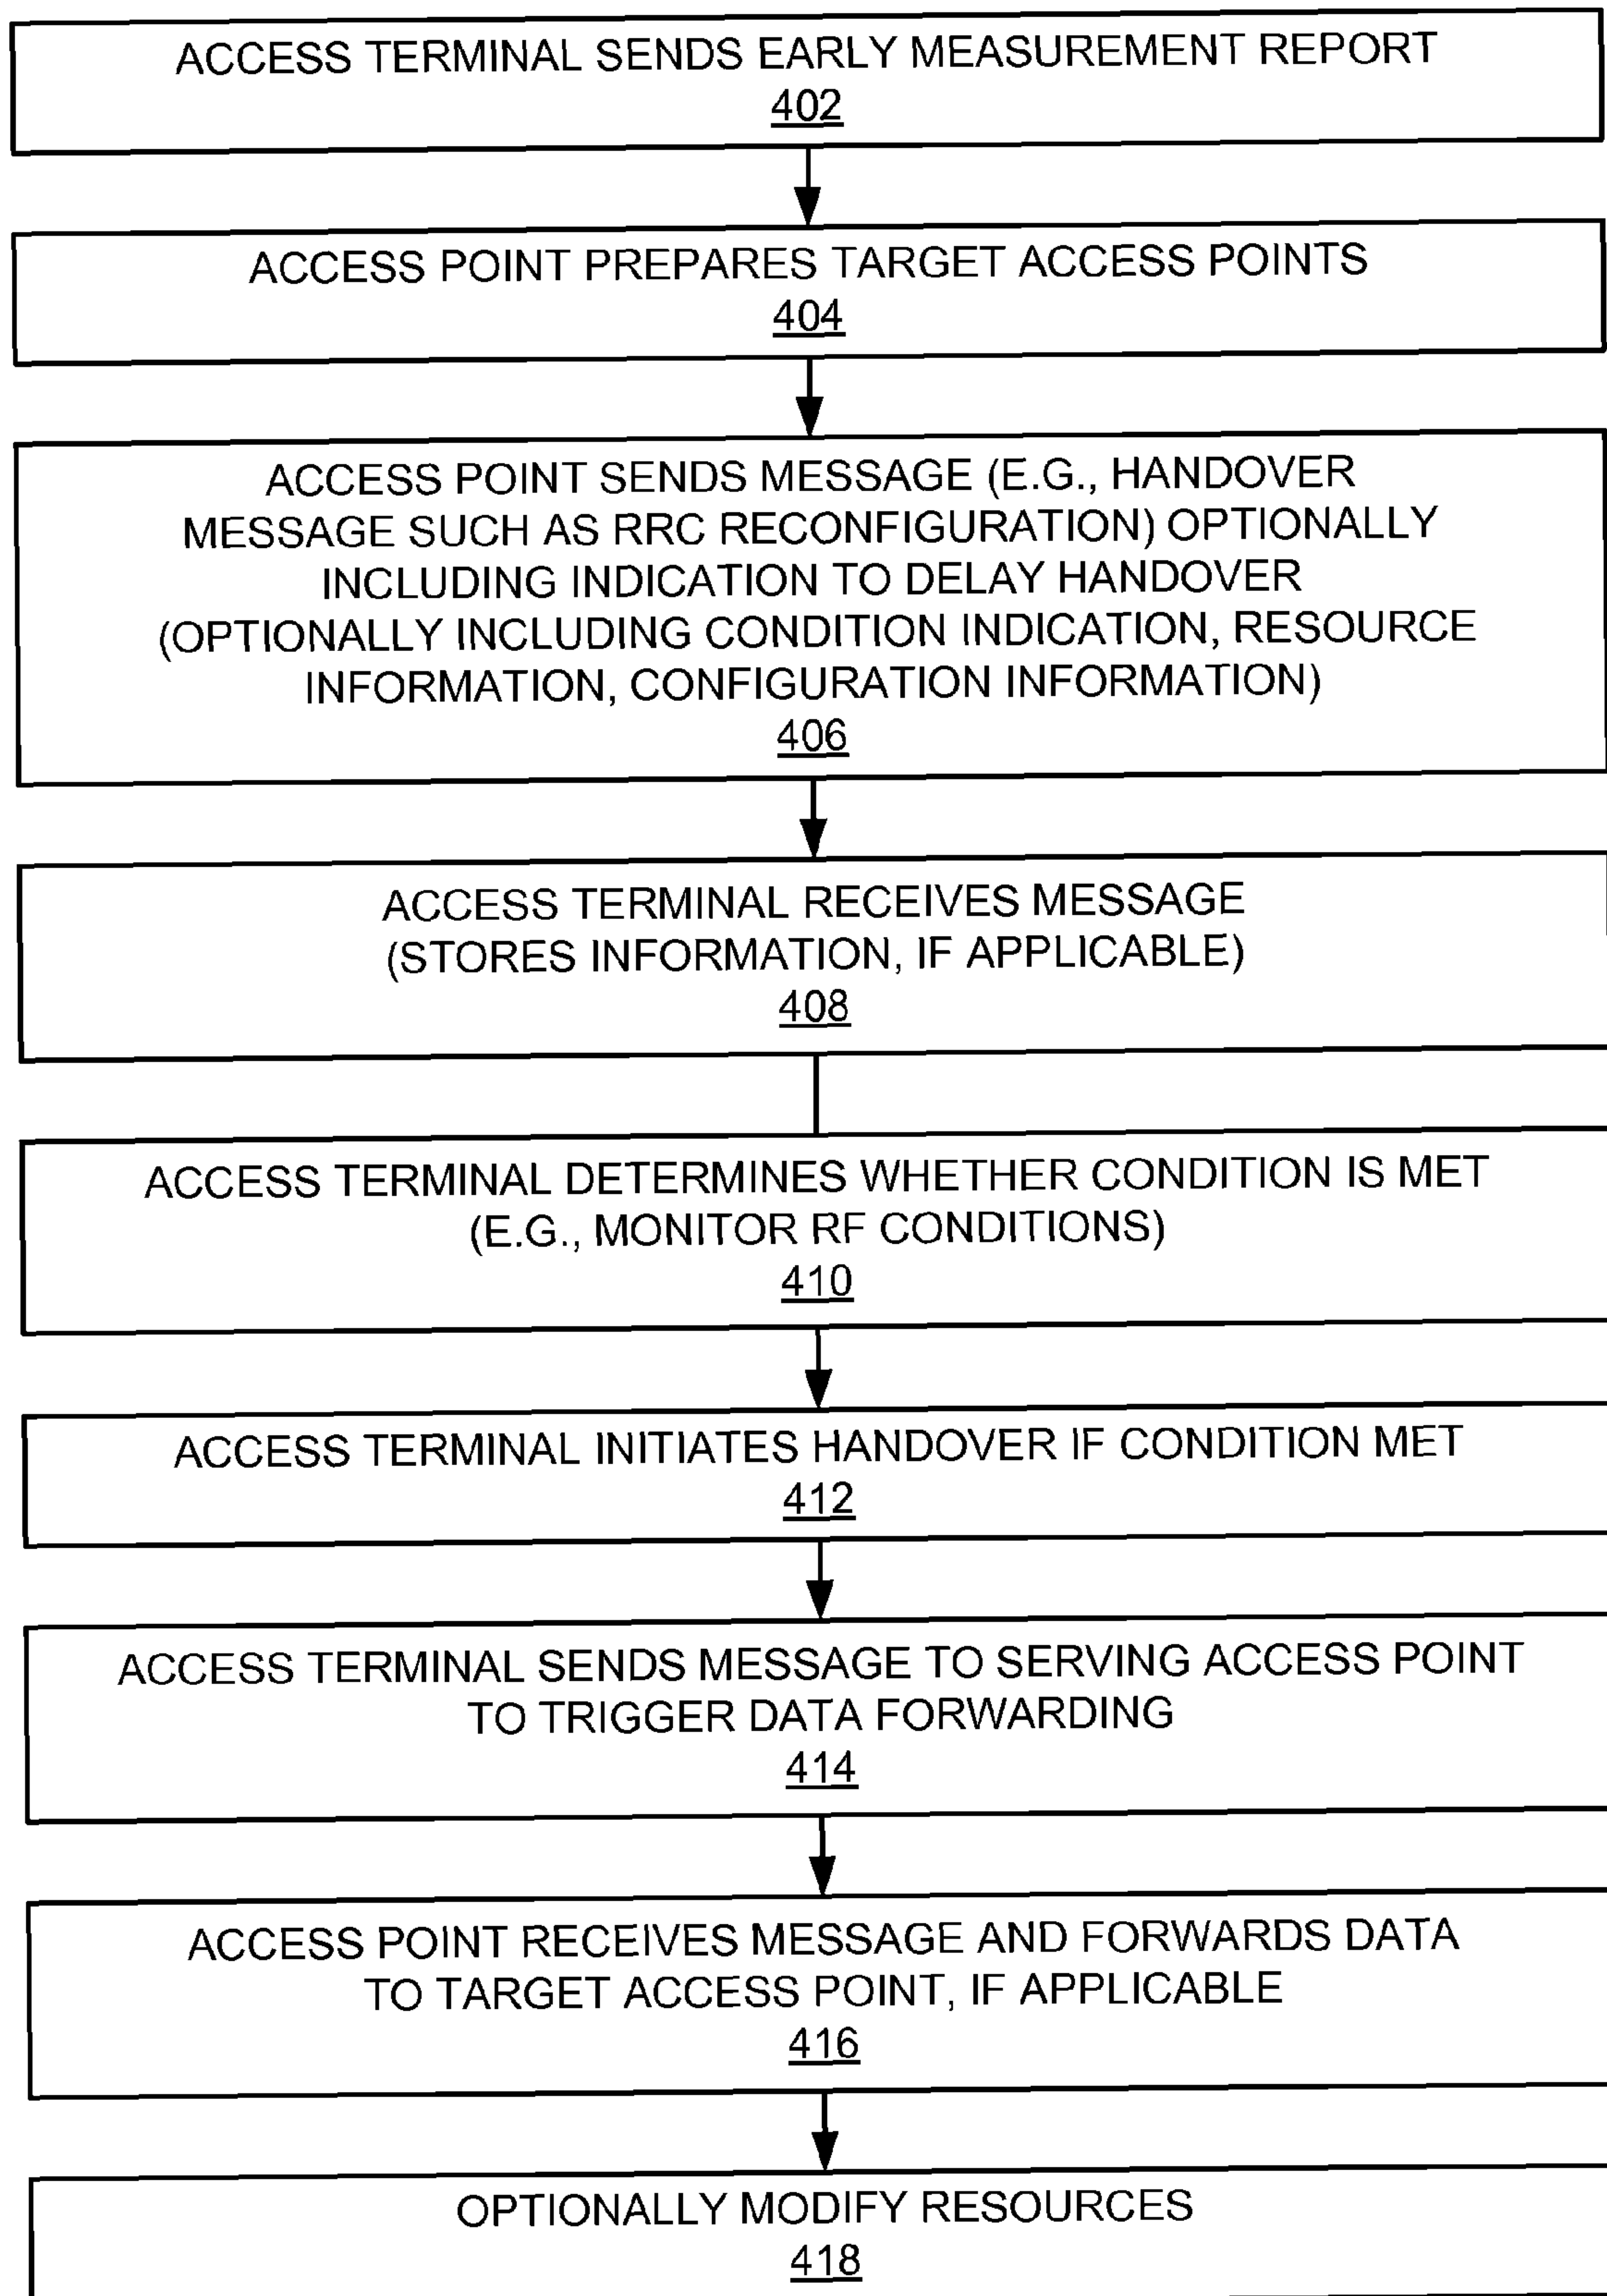 ACCESS TERMINAL SENDS EARLY MEASUREMENT REPORT
402
ACCESS POINT PREPARES TARGET ACCESS POINTS
404
ACCESS POINT SENDS MESSAGE (E.G., HANDOVER
MESSAGE SUCH AS RRC RECONFIGURATION) OPTIONALLY
INCLUDING INDICATION TO DELAY HANDOVER
(OPTIONALLY INCLUDING CONDITION INDICATION, RESOURCE
INFORMATION, CONFIGURATION INFORMATION)
406
ACCESS TERMINAL RECEIVES MESSAGE
(STORES INFORMATION, IF APPLICABLE)
408
ACCESS TERMINAL DETERMINES WHETHER CONDITION IS MET
(E.G., MONITOR RF CONDITIONS)
410
ACCESS TERMINAL INITIATES HANDOVER IF CONDITION MET
412
ACCESS TERMINAL SENDS MESSAGE TO SERVING ACCESS POINT
TO TRIGGER DATA FORWARDING
414
ACCESS POINT RECEIVES MESSAGE AND FORWARDS DATA
TO TARGET ACCESS POINT, IF APPLICABLE
416
OPTIONALLY MODIFY RESOURCES
418